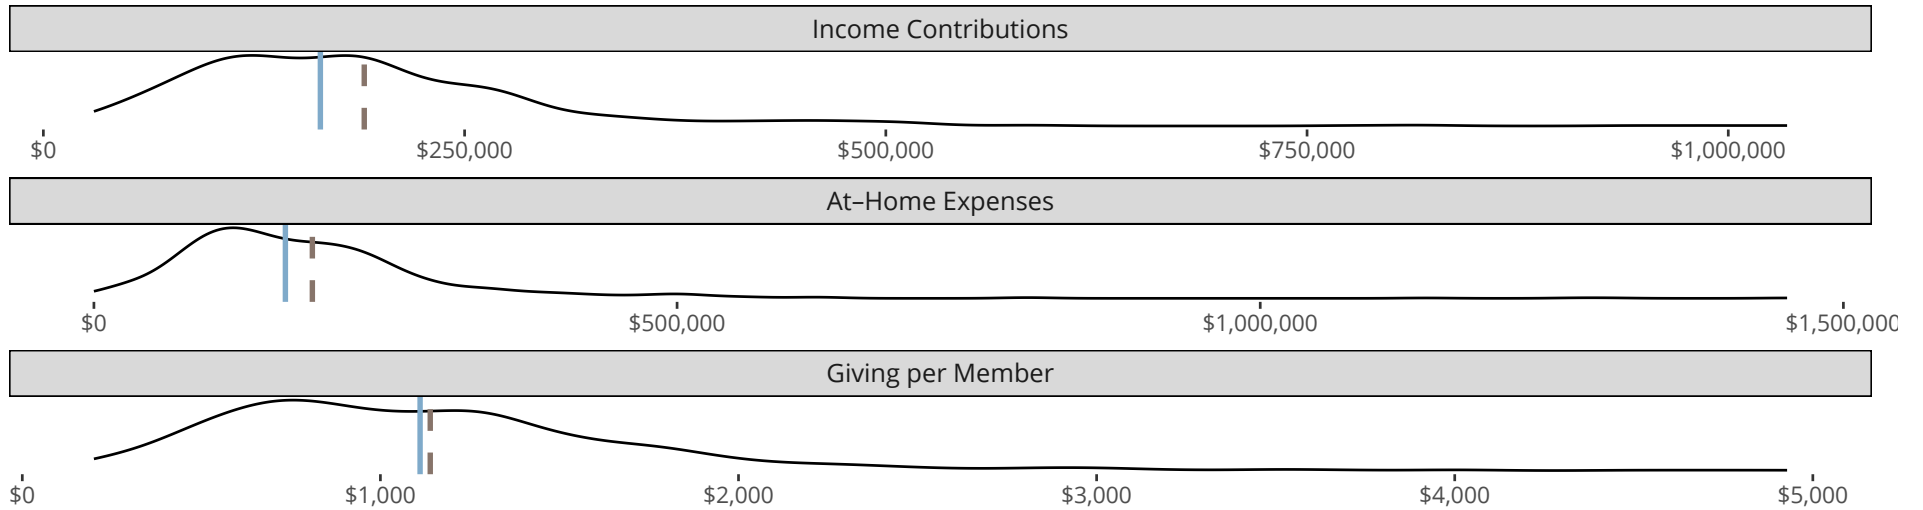 Income Contributions
$0 $250,000 $500,000 $750,000 $1,000,000
At–Home Expenses
$0 $500,000 $1,000,000 $1,500,000
Giving per Member
$0 $1,000 $2,000 $3,000 $4,000 $5,000